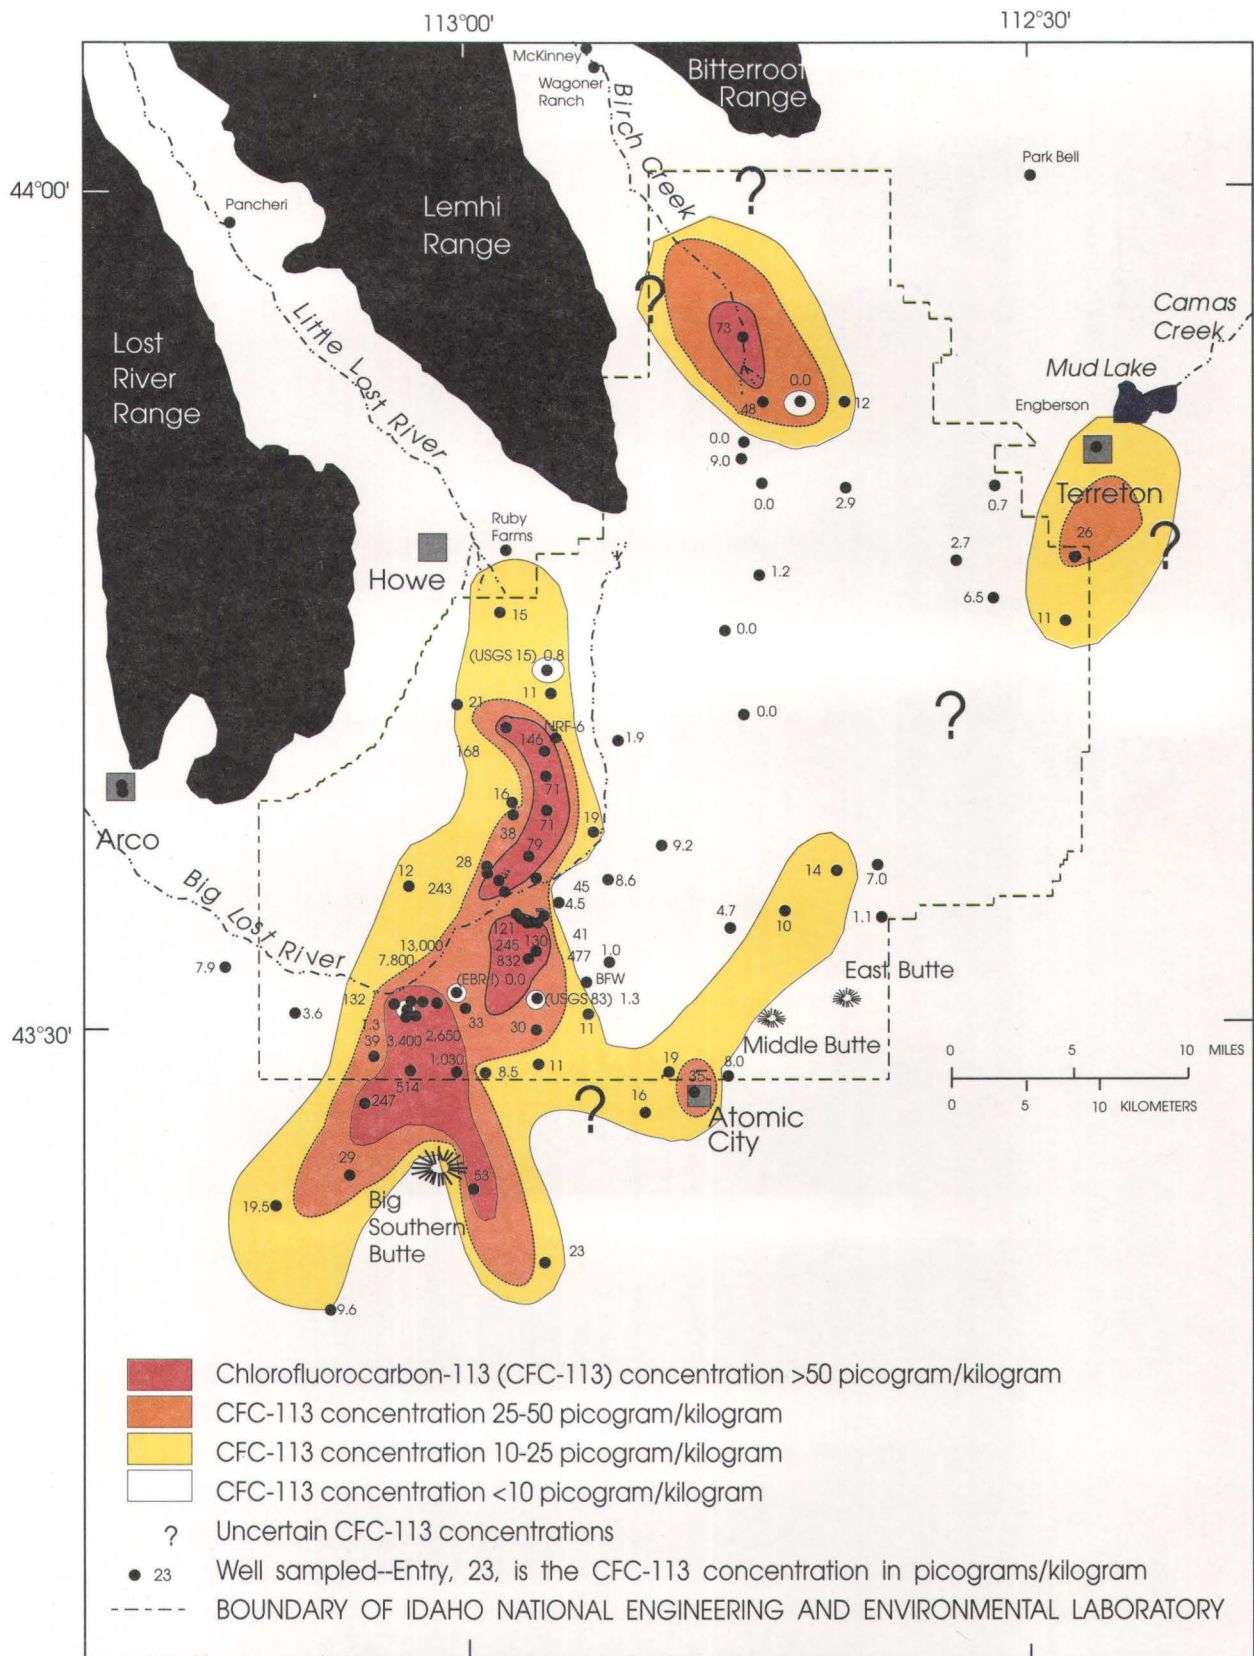 113°00'
112°30'
McKinney
Wagoner
Ranch
Bitterroot
Range
Birch Creek
Park Bell
44°00'
?
Pancheri
Lemhi
Range
?
Camas
Creek
Little Lost River
Lost
River
Range
73
Mud Lake
0.0
48
12
Engberson
0.0
9.0
0.0
2.9
0.7
Terreton
Ruby
Farms
26
?
Howe
2.7
1.2
6.5
15
11
0.0
(USGS 15) 0.8
11
21
0.0
?
NRF-6
146
168
1.9
71
16
71
38
19
Arco
79
9.2
28
14
7.0
12
243
45
8.6
4.5
Big Lost River
121
4.7
10
1.1
13,000
245
130
41
7,800
832
477
1.0
7.9
(EBR-I) 0.0
BFW
East Butte
132
(USGS 83) 1.3
3.6
33
11
43°30'
7.3
3,400
2,650
30
Middle Butte
39
1,030
11
19
8.0
0 5 10 MILES
514
8.5
35
247
?
16
Atomic
City
0 5 10 KILOMETERS
29
53
19.5
Big
Southern
Butte
23
9.6
Chlorofluorocarbon-113 (CFC-113) concentration >50 picogram/kilogram
CFC-113 concentration 25-50 picogram/kilogram
CFC-113 concentration 10-25 picogram/kilogram
CFC-113 concentration <10 picogram/kilogram
? Uncertain CFC-113 concentrations
23 Well sampled--Entry, 23, is the CFC-113 concentration in picograms/kilogram
BOUNDARY OF IDAHO NATIONAL ENGINEERING AND ENVIRONMENTAL LABORATORY